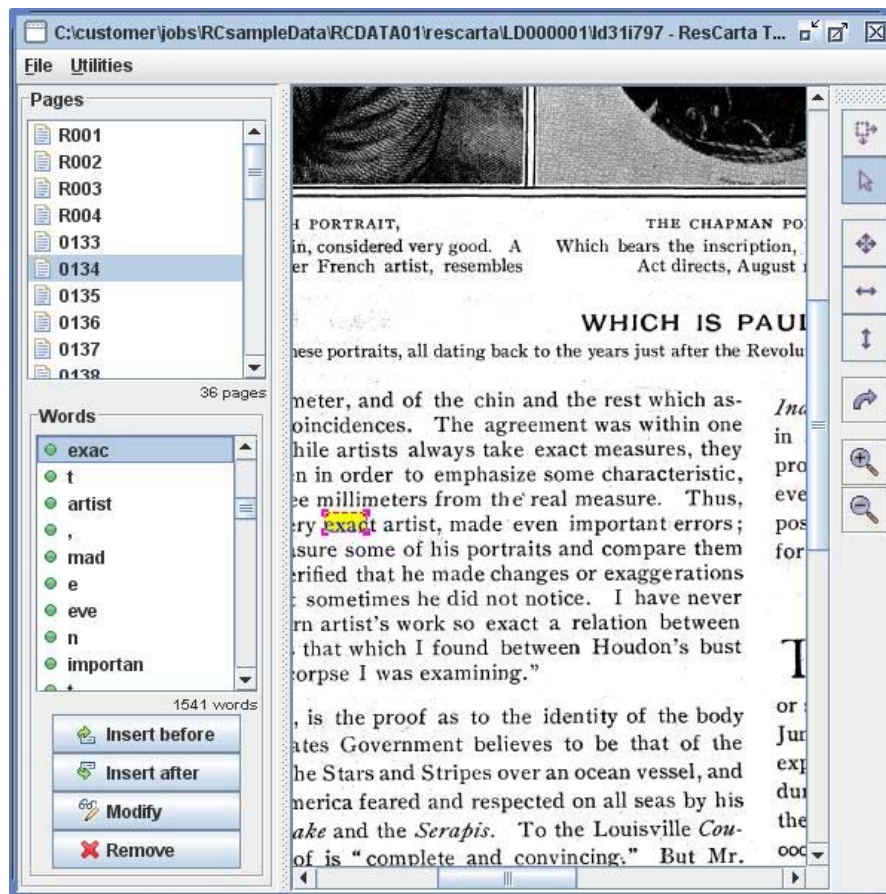 C:\customer\jobs\RCsampleData\RCDATA01\rescarta\LD000001\ld31i797 - ResCarta T...
File Utilities
Pages
R001
R002
R003
R004
0133
0134
0135
0136
0137
0138
36 pages
Words
exac
t
artist
,
mad
e
eve
n
importan
t
1541 words
Insert before
Insert after
Modify
Remove
PORTRAIT,
in, considered very good. A
er French artist, resembles
THE CHAPMAN PO
Which bears the inscription,
Act directs, August
WHICH IS PAUL
hese portraits, all dating back to the years just after the Revolu
meter, and of the chin and the rest which as-
oincidences. The agreement was within one
hile artists always take exact measures, they
n in order to emphasize some characteristic,
ee millimeters from the real measure. Thus,
ery exact artist, made even important errors;
asure some of his portraits and compare them
erified that he made changes or exaggerations
sometimes he did not notice. I have never
rn artist's work so exact a relation between
that which I found between Houdon's bust
corpse I was examining."
, is the proof as to the identity of the body
ates Government believes to be that of the
he Stars and Stripes over an ocean vessel, and
merica feared and respected on all seas by his
ake and the Serapis. To the Louisville Cou-
of is "complete and convincing." But Mr.
in
pro
eve
pos
for
T
or
Jun
exp
du
the